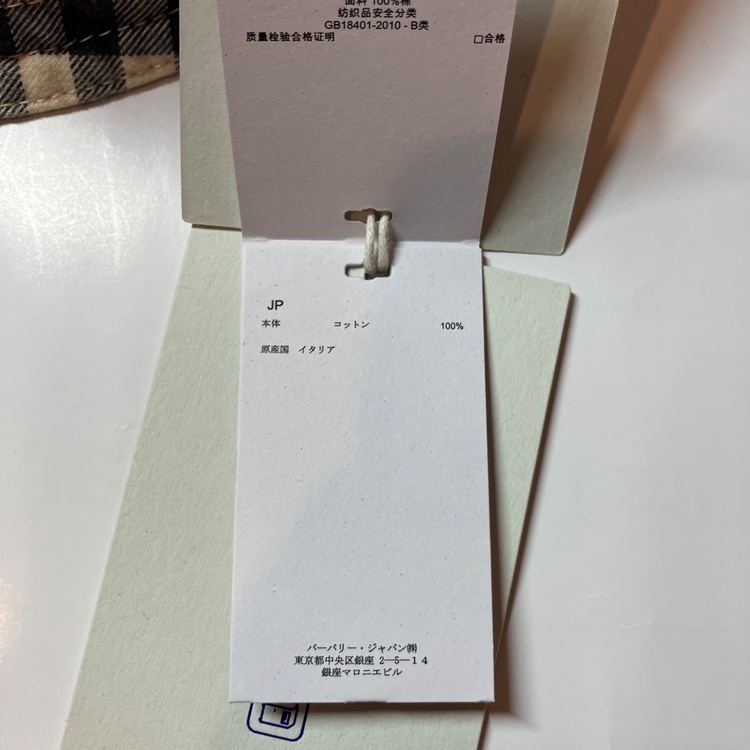 面料 100%棉
纺织品安全分类
GB18401-2010 - B类
质量检验合格证明 □合格
JP
本体 コットン 100%
原産国 イタリア
バーバリー・ジャパン㈱
東京都中央区銀座 2―5―14
銀座マロニエビル